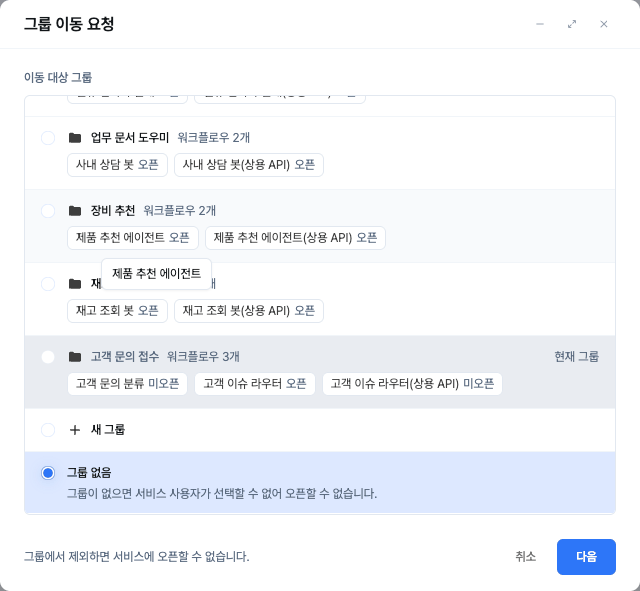 그룹 이동 요청
이동 대상 그룹
업무 문서 도우미 워크플로우 2개
사내 상담 봇 오픈 사내 상담 봇(상용 API) 오픈
장비 추천 워크플로우 2개
제품 추천 에이전트 오픈 제품 추천 에이전트(상용 API) 오픈
제품 추천 에이전트
재고 조회 봇 오픈 재고 조회 봇(상용 API) 오픈
고객 문의 접수 워크플로우 3개 현재 그룹
고객 문의 분류 미오픈 고객 이슈 라우터 오픈 고객 이슈 라우터(상용 API) 미오픈
새 그룹
그룹 없음
그룹이 없으면 서비스 사용자가 선택할 수 없어 오픈할 수 없습니다.
그룹에서 제외하면 서비스에 오픈할 수 없습니다. 취소 다음